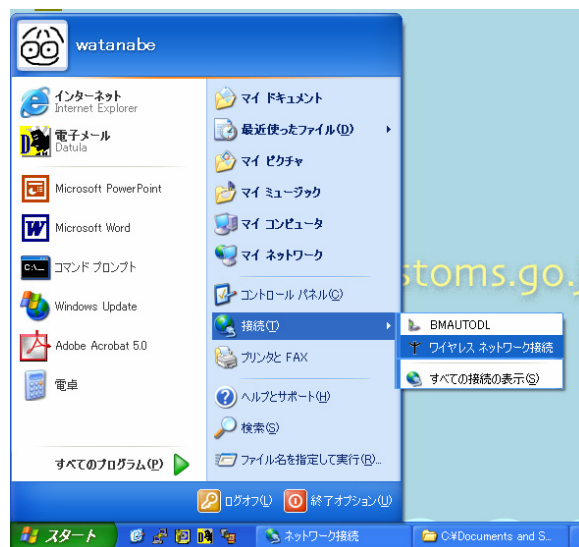 watanabe
インターネット
Internet Explorer
電子メール
Datula
Microsoft PowerPoint
Microsoft Word
コマンド プロンプト
Windows Update
Adobe Acrobat 5.0
電卓
すべてのプログラム(P)
マイ ドキュメント
最近使ったファイル(D)
マイ ピクチャ
マイ ミュージック
マイ コンピュータ
マイ ネットワーク
コントロール パネル(C)
接続(T)
プリンタと FAX
ヘルプとサポート(H)
検索(S)
ファイル名を指定して実行(R)...
BMAUTODL
ワイヤレス ネットワーク接続
すべての接続の表示(S)
stoms.go.j
ログオフ(L)
終了オプション(U)
スタート
ネットワーク接続
C:¥Documents and S...